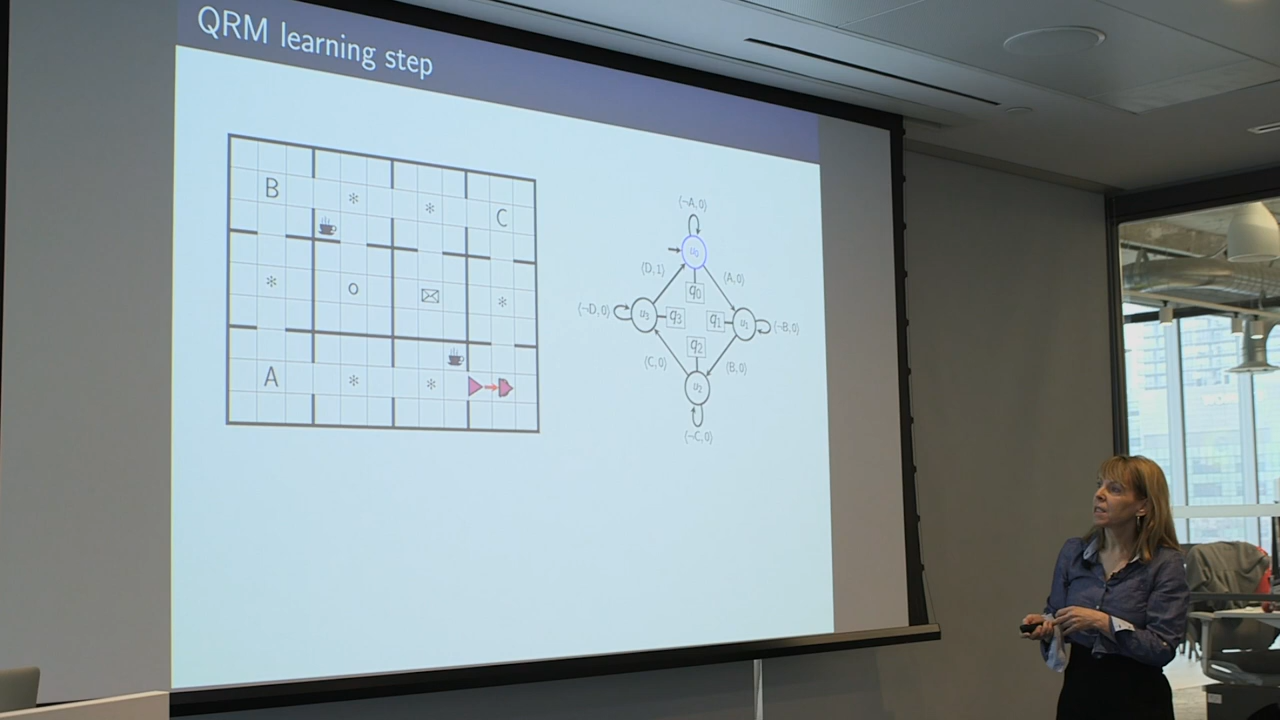 QRM learning step
B
C
o
A
⟨¬A, 0⟩
u₀
⟨D, 1⟩
⟨A, 0⟩
q₀
⟨¬D, 0⟩
u₃
q₃
q₁
u₁
⟨¬B, 0⟩
q₂
⟨C, 0⟩
⟨B, 0⟩
u₂
⟨¬C, 0⟩